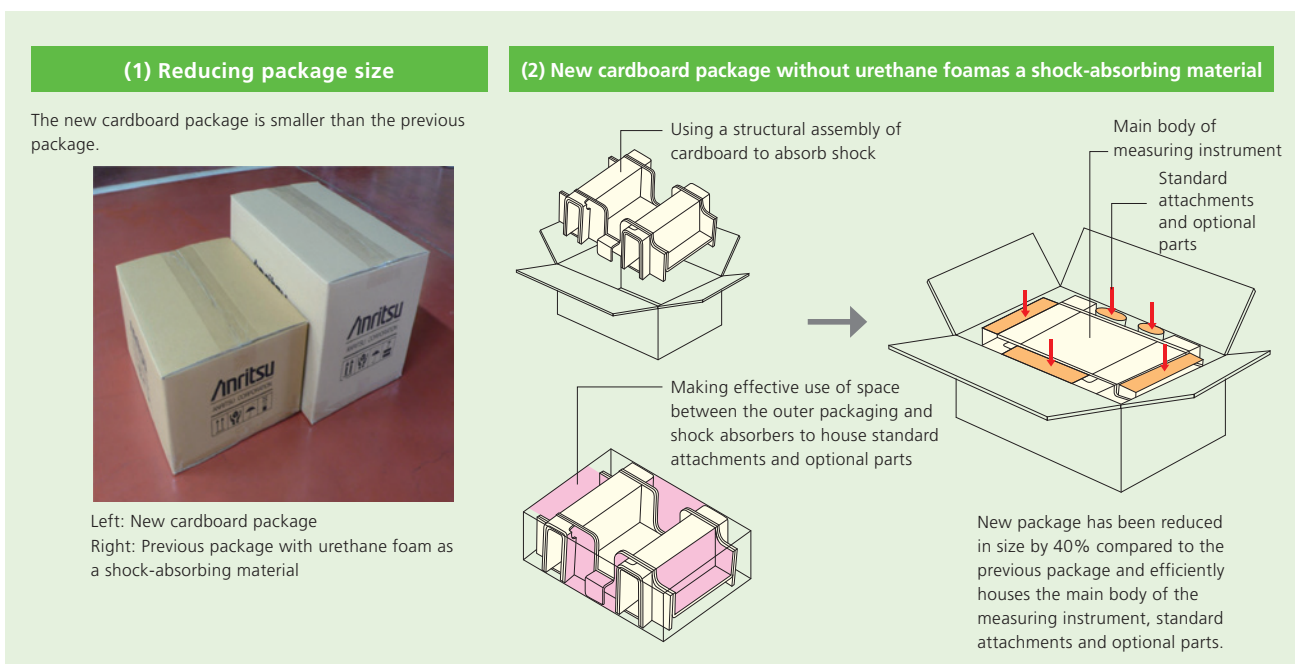 (1) Reducing package size
The new cardboard package is smaller than the previous
package.
Anritsu
ANRITSU CORPORATION
Anritsu
ANRITSU CORPORATION
Left: New cardboard package
Right: Previous package with urethane foam as
a shock-absorbing material
(2) New cardboard package without urethane foamas a shock-absorbing material
Using a structural assembly of
cardboard to absorb shock
Making effective use of space
between the outer packaging and
shock absorbers to house standard
attachments and optional parts
Main body of
measuring instrument
Standard
attachments
and optional
parts
New package has been reduced
in size by 40% compared to the
previous package and efficiently
houses the main body of the
measuring instrument, standard
attachments and optional parts.